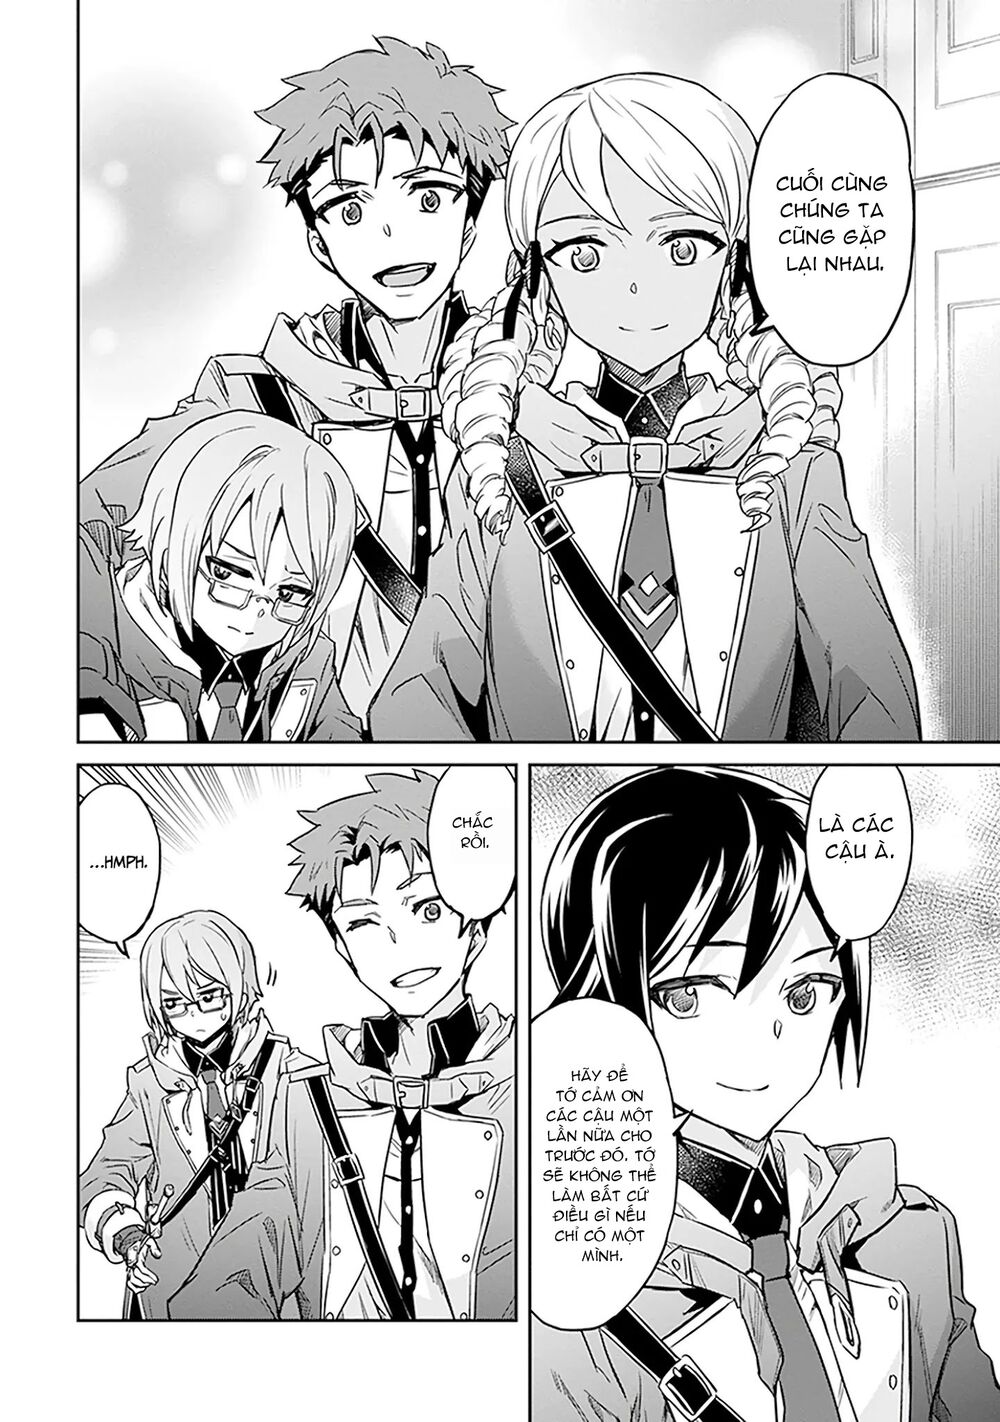 CUỐI CÙNG
CHÚNG TA
CŨNG GẶP
LẠI NHAU.
LÀ CÁC
CẬU À.
HÃY ĐỂ
TỚ CẢM ƠN
CÁC CẬU MỘT
LẦN NỮA CHO
TRƯỚC ĐÓ. TỚ
SẼ KHÔNG THỂ
LÀM BẤT CỨ
ĐIỀU GÌ NẾU
CHỈ CÓ MỘT
MÌNH.
CHẮC
RỒI.
...HMPH.